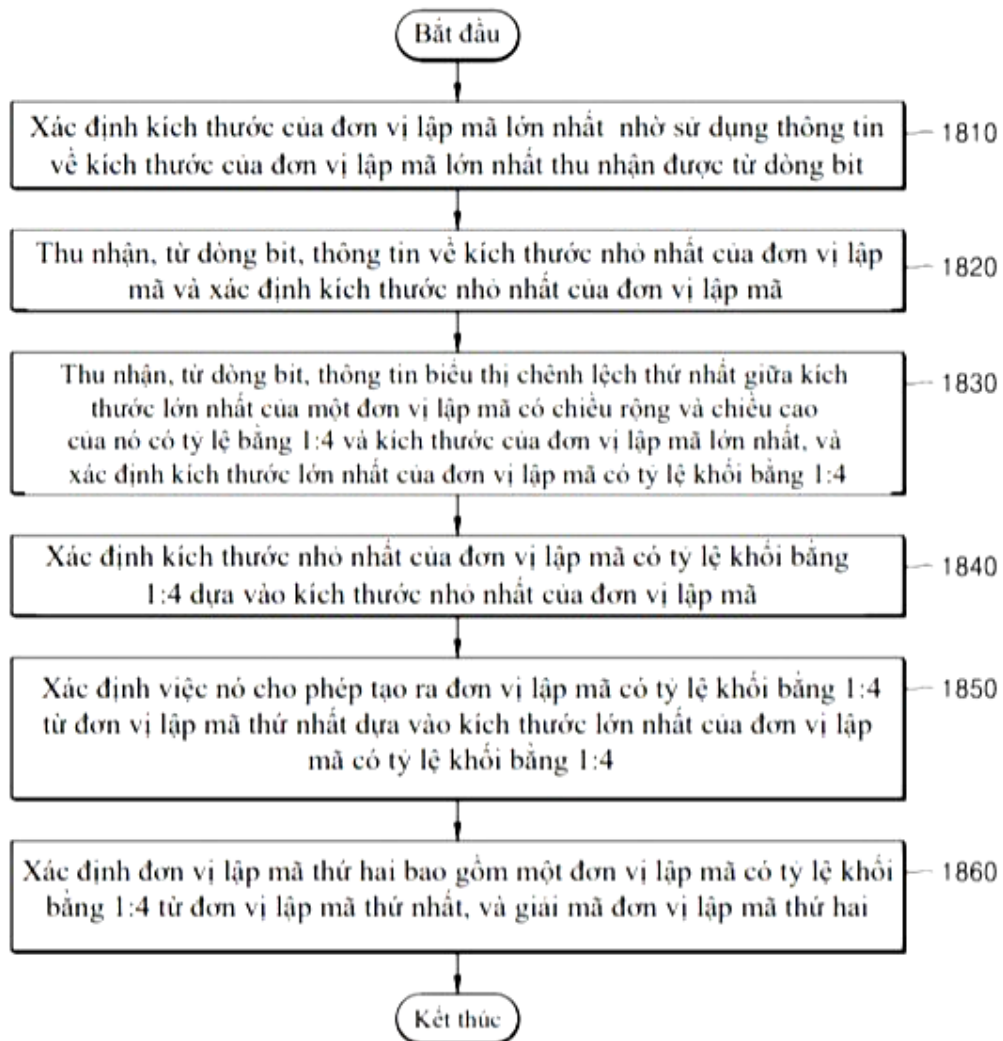 Bắt đầu
Xác định kích thước của đơn vị lập mã lớn nhất nhờ sử dụng thông tin
về kích thước của đơn vị lập mã lớn nhất thu nhận được từ dòng bit
1810
Thu nhận, từ dòng bit, thông tin về kích thước nhỏ nhất của đơn vị lập
mã và xác định kích thước nhỏ nhất của đơn vị lập mã
1820
Thu nhận, từ dòng bit, thông tin biểu thị chênh lệch thứ nhất giữa kích
thước lớn nhất của một đơn vị lập mã có chiều rộng và chiều cao
của nó có tỷ lệ bằng 1:4 và kích thước của đơn vị lập mã lớn nhất, và
xác định kích thước lớn nhất của đơn vị lập mã có tỷ lệ khối bằng 1:4
1830
Xác định kích thước nhỏ nhất của đơn vị lập mã có tỷ lệ khối bằng
1:4 dựa vào kích thước nhỏ nhất của đơn vị lập mã
1840
Xác định việc nó cho phép tạo ra đơn vị lập mã có tỷ lệ khối bằng 1:4
từ đơn vị lập mã thứ nhất dựa vào kích thước lớn nhất của đơn vị lập
mã có tỷ lệ khối bằng 1:4
1850
Xác định đơn vị lập mã thứ hai bao gồm một đơn vị lập mã có tỷ lệ khối
bằng 1:4 từ đơn vị lập mã thứ nhất, và giải mã đơn vị lập mã thứ hai
1860
Kết thúc